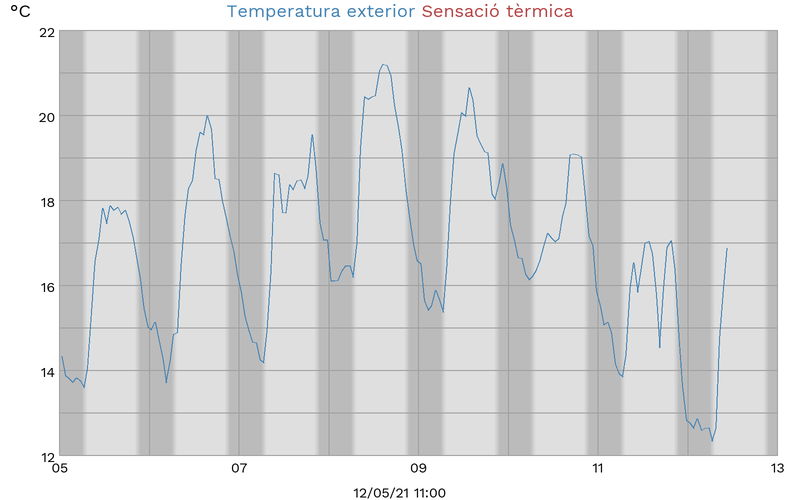 °C
Temperatura exterior Sensació tèrmica
22
20
18
16
14
12
05 07 09 11 13
12/05/21 11:00